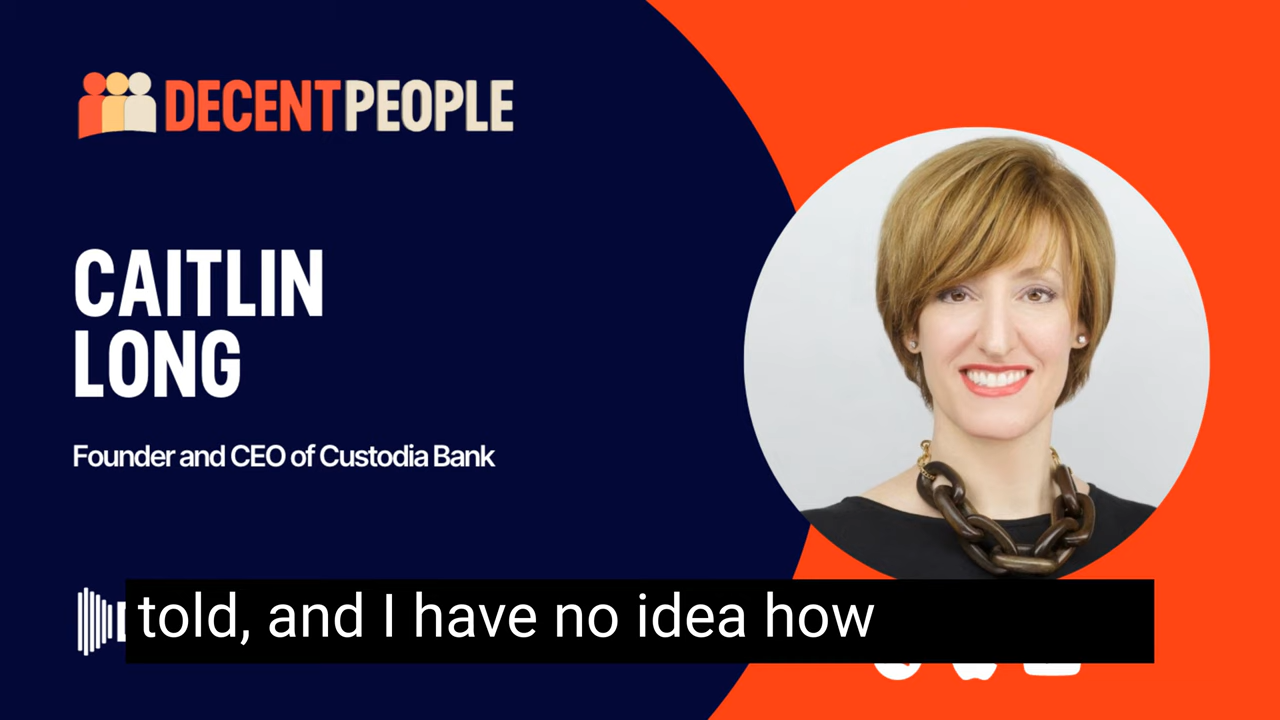 DECENTPEOPLE
CAITLIN
LONG
Founder and CEO of Custodia Bank
told, and I have no idea how